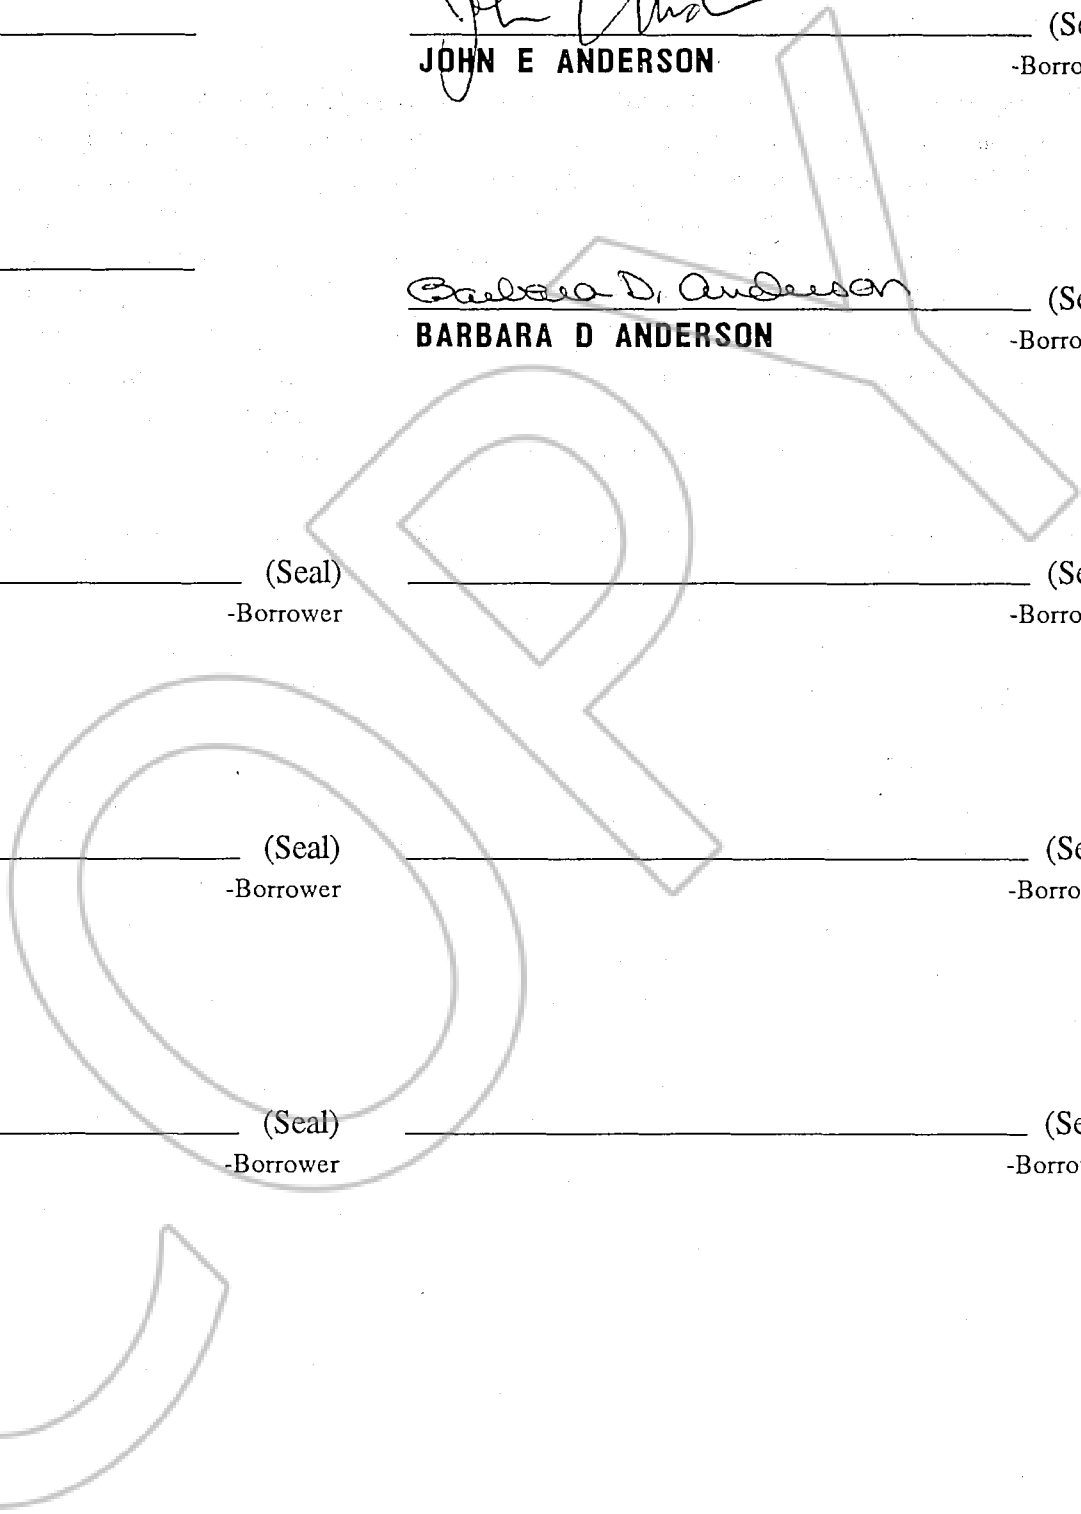 (Se
JOHN E ANDERSON
-Borro
Barbara D. Anderson
(Se
BARBARA D ANDERSON
-Borro
(Seal) (Se
-Borrower -Borro
(Seal) (Se
-Borrower -Borro
(Seal) (Se
-Borrower -Borro
COPY